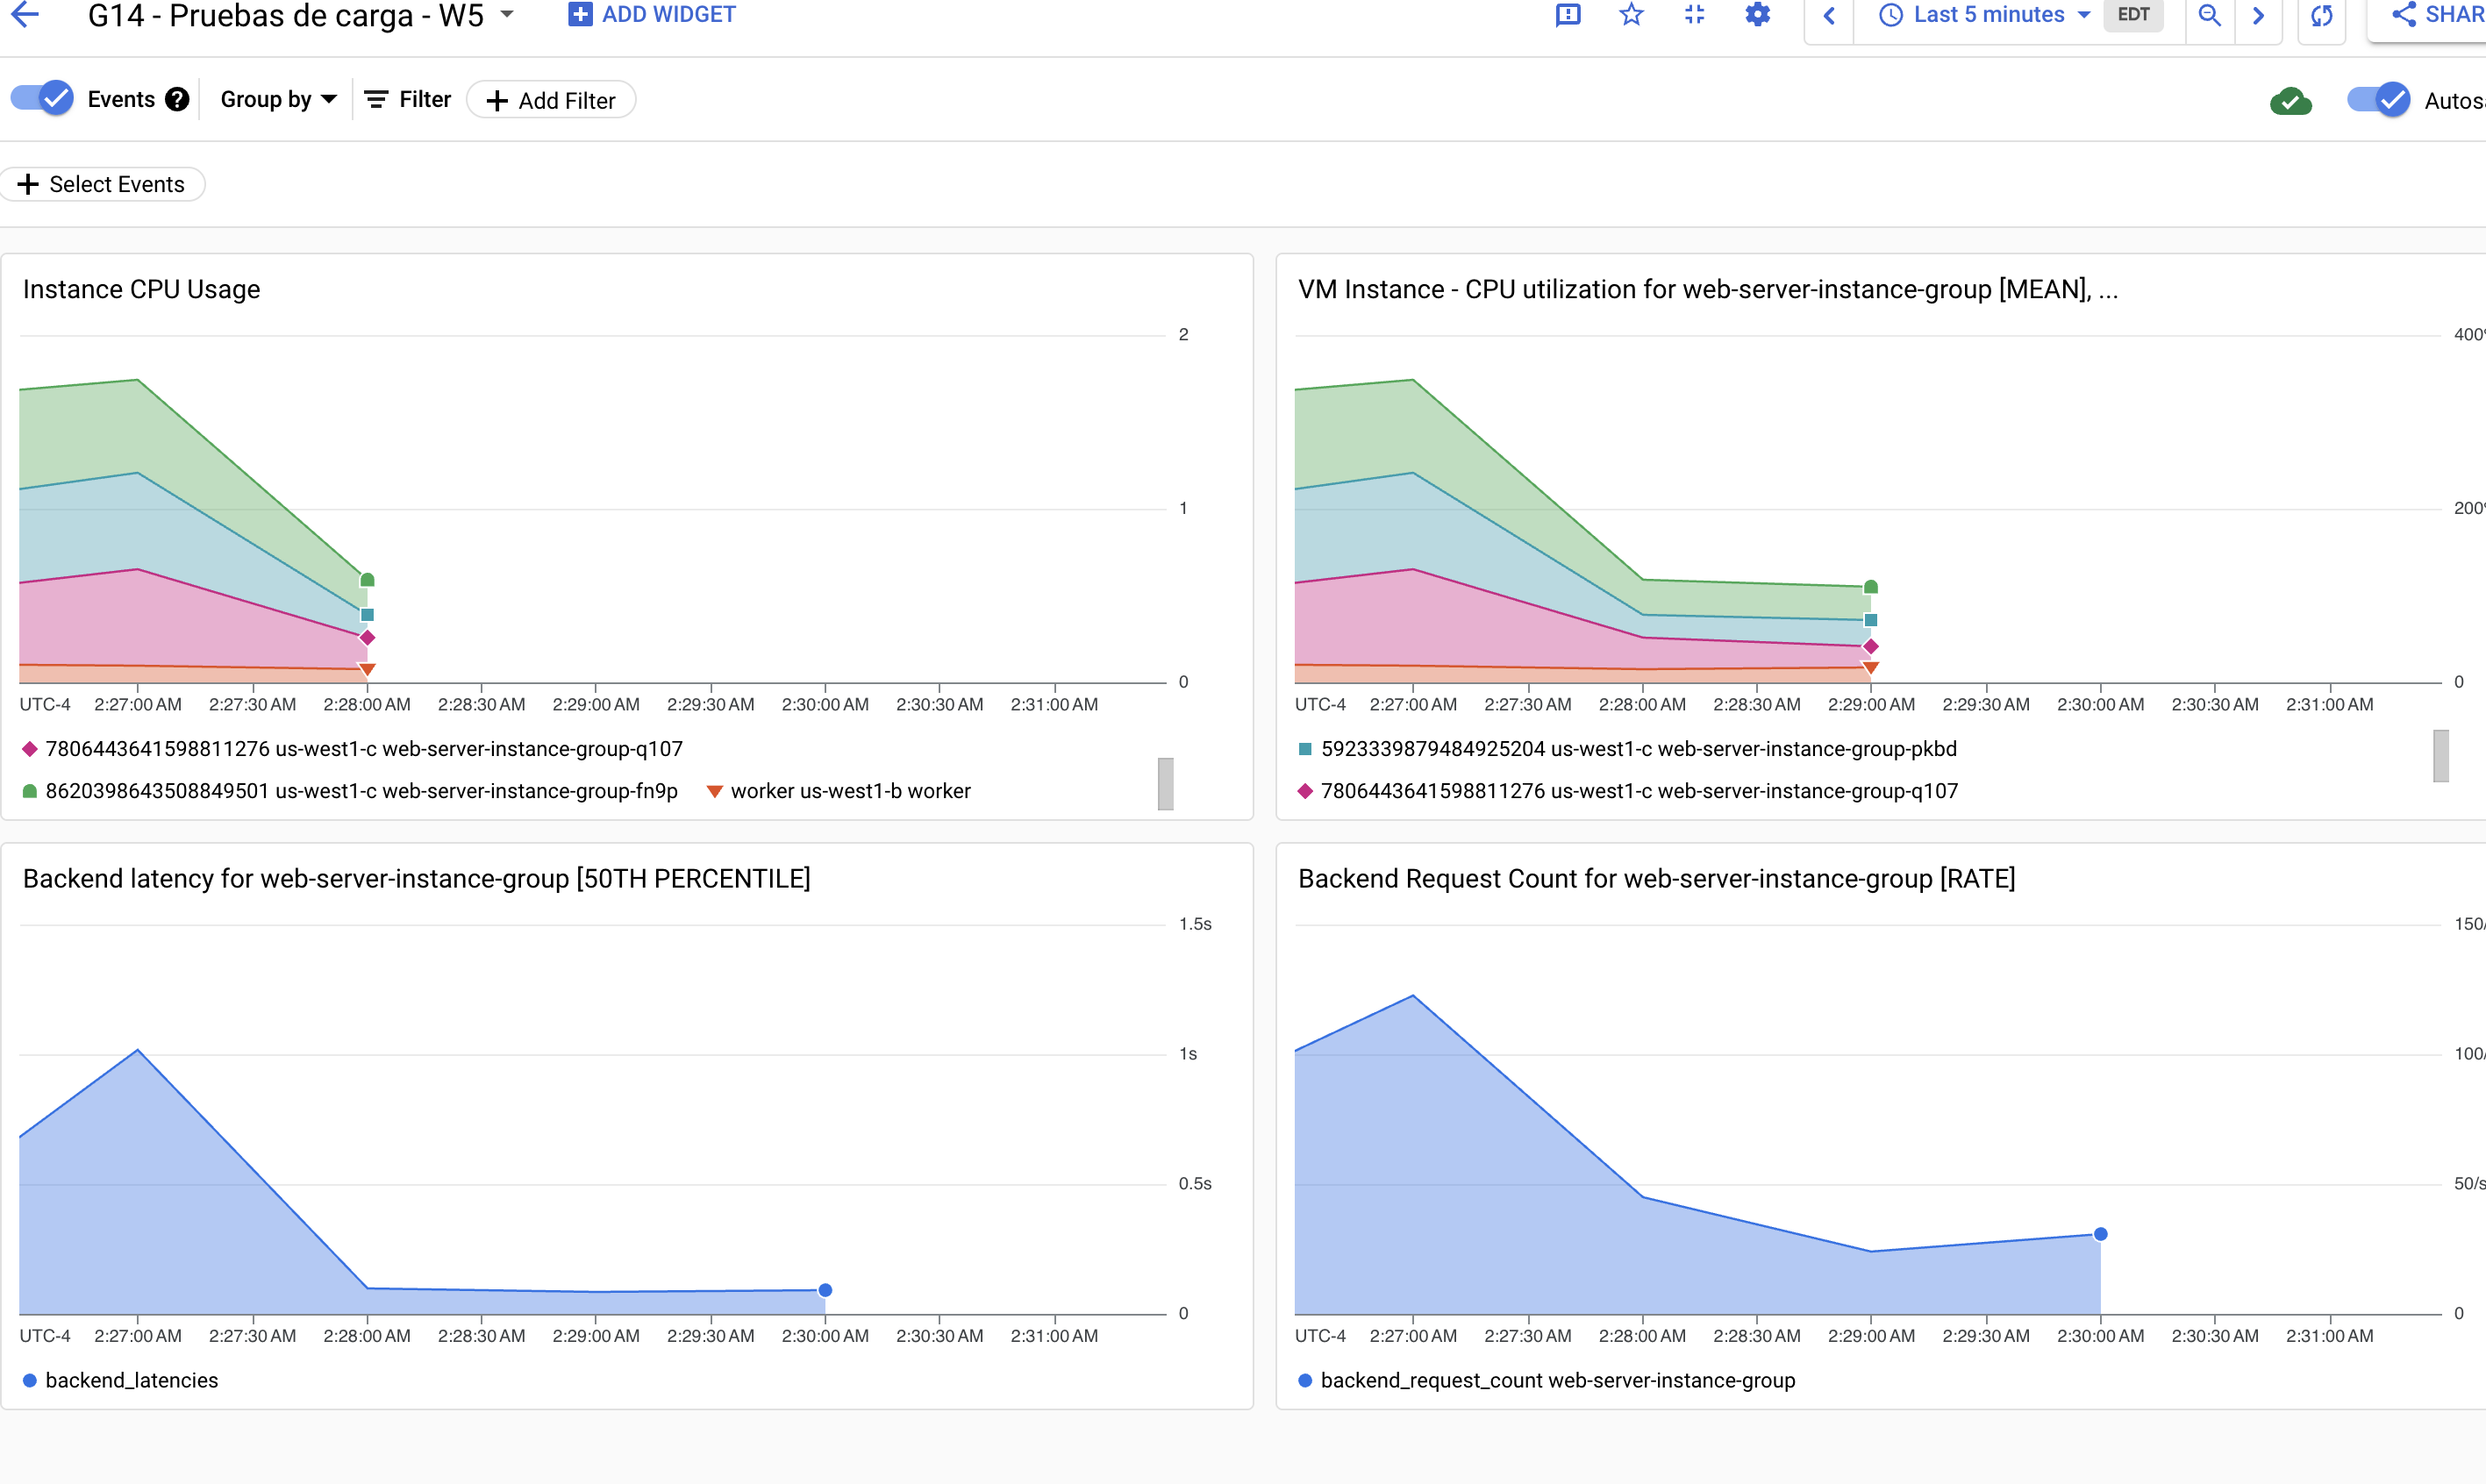 G14 - Pruebas de carga - W5 ADD WIDGET Last 5 minutes EDT SHAR
Events ? Group by Filter + Add Filter Autos
+ Select Events
Instance CPU Usage
2
1
0
UTC-4 2:27:00 AM 2:27:30 AM 2:28:00 AM 2:28:30 AM 2:29:00 AM 2:29:30 AM 2:30:00 AM 2:30:30 AM 2:31:00 AM
7806443641598811276 us-west1-c web-server-instance-group-q107
8620398643508849501 us-west1-c web-server-instance-group-fn9p worker us-west1-b worker
VM Instance - CPU utilization for web-server-instance-group [MEAN], ...
400%
200%
0
UTC-4 2:27:00 AM 2:27:30 AM 2:28:00 AM 2:28:30 AM 2:29:00 AM 2:29:30 AM 2:30:00 AM 2:30:30 AM 2:31:00 AM
5923339879484925204 us-west1-c web-server-instance-group-pkbd
7806443641598811276 us-west1-c web-server-instance-group-q107
Backend latency for web-server-instance-group [50TH PERCENTILE]
1.5s
1s
0.5s
0
UTC-4 2:27:00 AM 2:27:30 AM 2:28:00 AM 2:28:30 AM 2:29:00 AM 2:29:30 AM 2:30:00 AM 2:30:30 AM 2:31:00 AM
backend_latencies
Backend Request Count for web-server-instance-group [RATE]
150/
100/
50/s
0
UTC-4 2:27:00 AM 2:27:30 AM 2:28:00 AM 2:28:30 AM 2:29:00 AM 2:29:30 AM 2:30:00 AM 2:30:30 AM 2:31:00 AM
backend_request_count web-server-instance-group